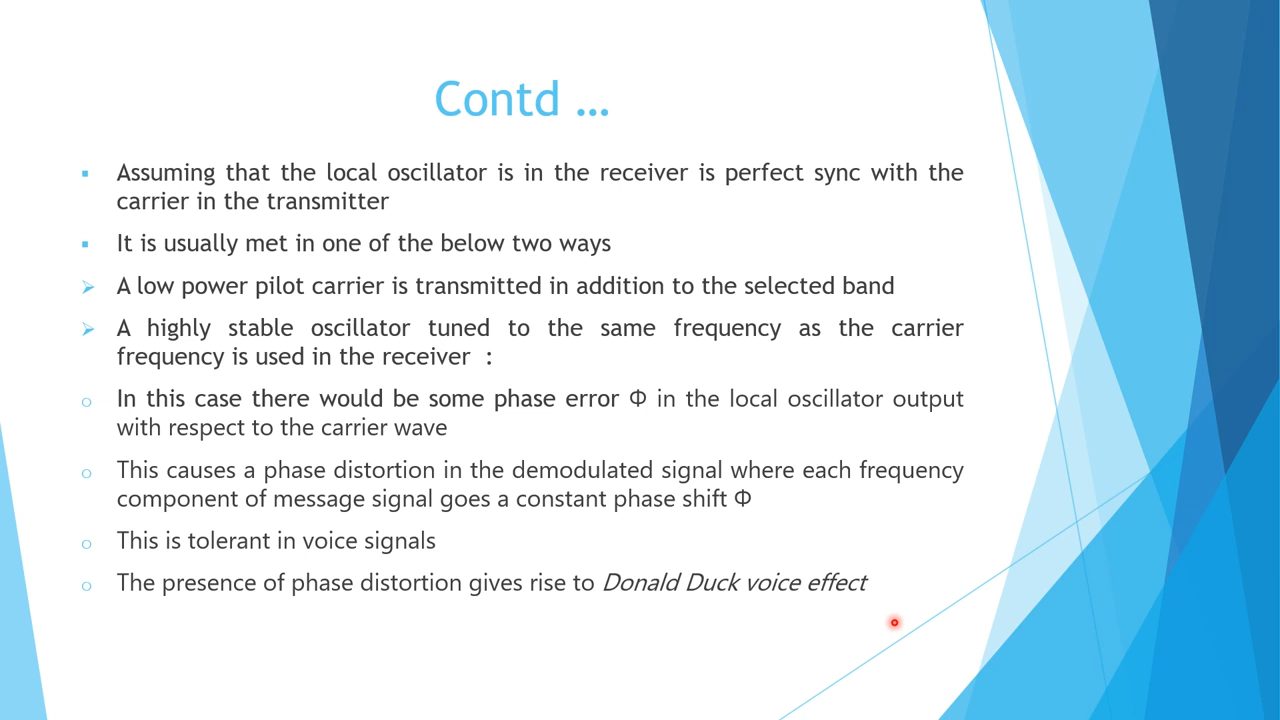 Contd ...
Assuming that the local oscillator is in the receiver is perfect sync with the
carrier in the transmitter
It is usually met in one of the below two ways
A low power pilot carrier is transmitted in addition to the selected band
A highly stable oscillator tuned to the same frequency as the carrier
frequency is used in the receiver :
In this case there would be some phase error Φ in the local oscillator output
with respect to the carrier wave
This causes a phase distortion in the demodulated signal where each frequency
component of message signal goes a constant phase shift Φ
This is tolerant in voice signals
The presence of phase distortion gives rise to Donald Duck voice effect